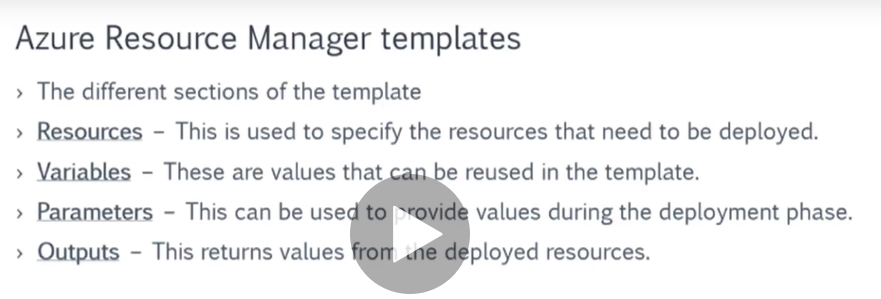 Azure Resource Manager templates
› The different sections of the template
› Resources – This is used to specify the resources that need to be deployed.
› Variables – These are values that can be reused in the template.
› Parameters – This can be used to provide values during the deployment phase.
› Outputs – This returns values from the deployed resources.